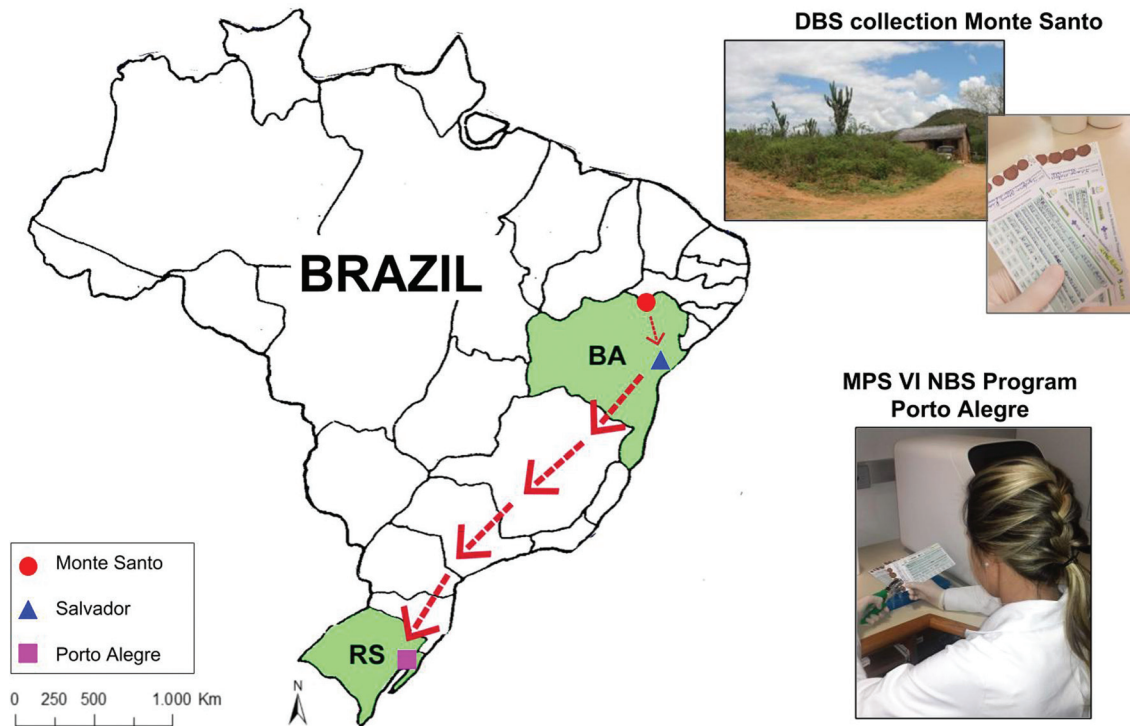 DBS collection Monte Santo
BRAZIL
BA
MPS VI NBS Program
Porto Alegre
Monte Santo
Salvador
Porto Alegre
RS
N
0 250 500 1.000 Km